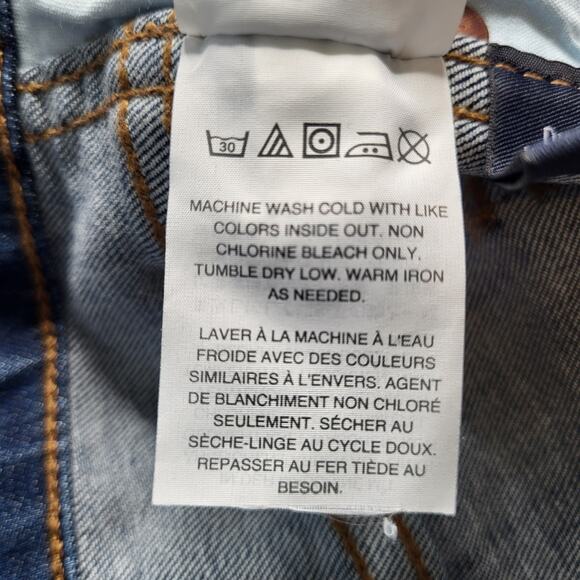 30
MACHINE WASH COLD WITH LIKE
COLORS INSIDE OUT. NON
CHLORINE BLEACH ONLY.
TUMBLE DRY LOW. WARM IRON
AS NEEDED.
LAVER À LA MACHINE À L'EAU
FROIDE AVEC DES COULEURS
SIMILAIRES À L'ENVERS. AGENT
DE BLANCHIMENT NON CHLORÉ
SEULEMENT. SÉCHER AU
SÈCHE-LINGE AU CYCLE DOUX.
REPASSER AU FER TIÈDE AU
BESOIN.